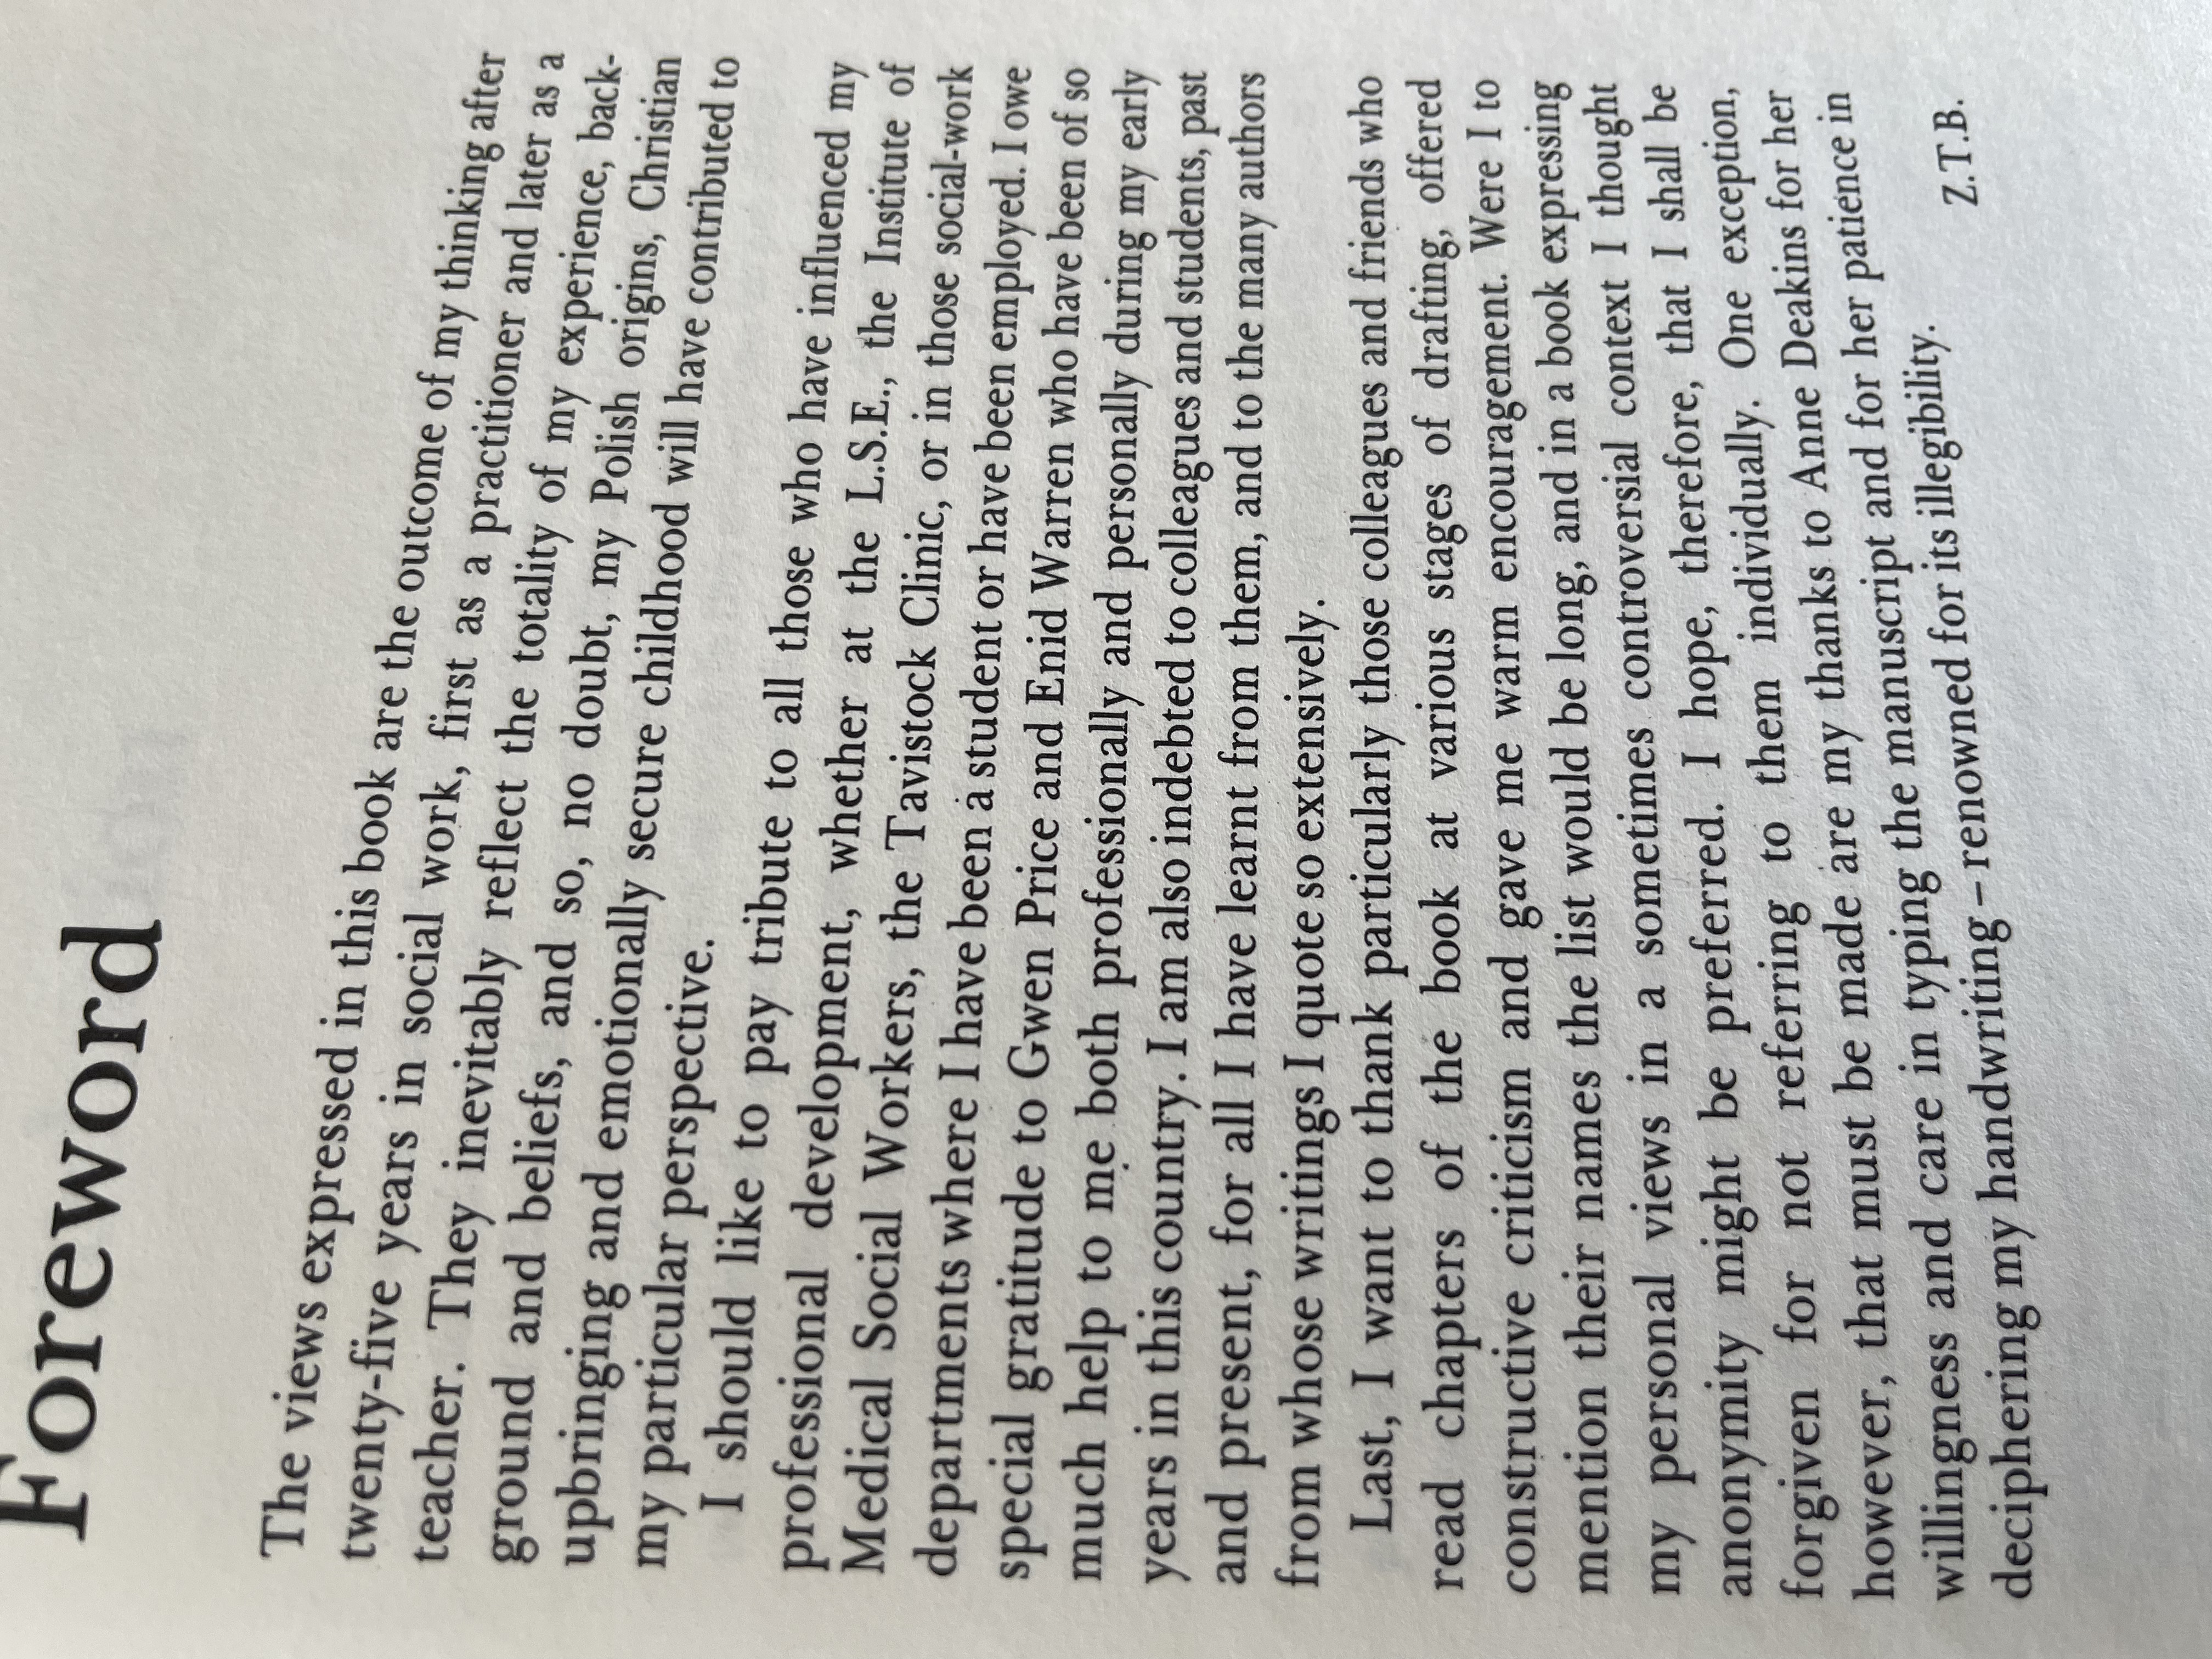 Foreword
The views expressed in this book are the outcome of my thinking after
twenty-five years in social work, first as a practitioner and later as a
teacher. They inevitably reflect the totality of my experience, back-
ground and beliefs, and so, no doubt, my Polish origins, Christian
upbringing and emotionally secure childhood will have contributed to
my particular perspective.
I should like to pay tribute to all those who have influenced my
professional development, whether at the L.S.E., the Institute of
Medical Social Workers, the Tavistock Clinic, or in those social-work
departments where I have been a student or have been employed. I owe
special gratitude to Gwen Price and Enid Warren who have been of so
much help to me both professionally and personally during my early
years in this country. I am also indebted to colleagues and students, past
and present, for all I have learnt from them, and to the many authors
from whose writings I quote so extensively.
Last, I want to thank particularly those colleagues and friends who
read chapters of the book at various stages of drafting, offered
constructive criticism and gave me warm encouragement. Were I to
mention their names the list would be long, and in a book expressing
my personal views in a sometimes controversial context I thought
anonymity might be preferred. I hope, therefore, that I shall be
forgiven for not referring to them individually. One exception,
however, that must be made are my thanks to Anne Deakins for her
willingness and care in typing the manuscript and for her patience in
deciphering my handwriting – renowned for its illegibility.
Z.T.B.